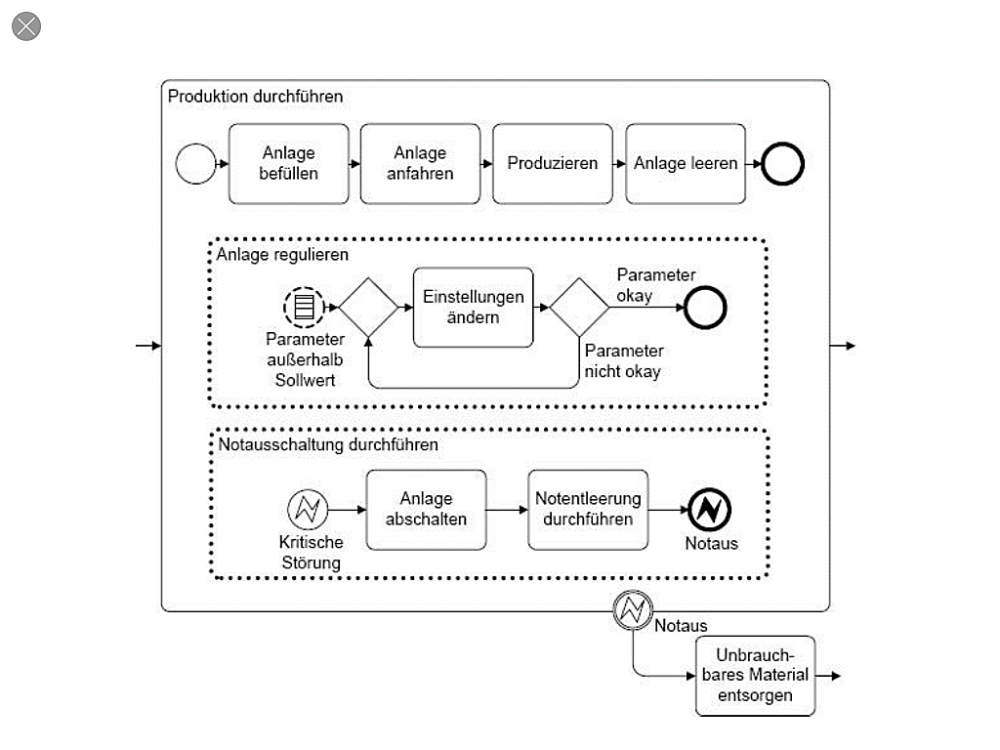 Produktion durchführen
Anlage
befüllen
Anlage
anfahren
Produzieren
Anlage leeren
Anlage regulieren
Parameter
außerhalb
Sollwert
Einstellungen
ändern
Parameter
okay
Parameter
nicht okay
Notausschaltung durchführen
Kritische
Störung
Anlage
abschalten
Notentleerung
durchführen
Notaus
Notaus
Unbrauch-
bares Material
entsorgen